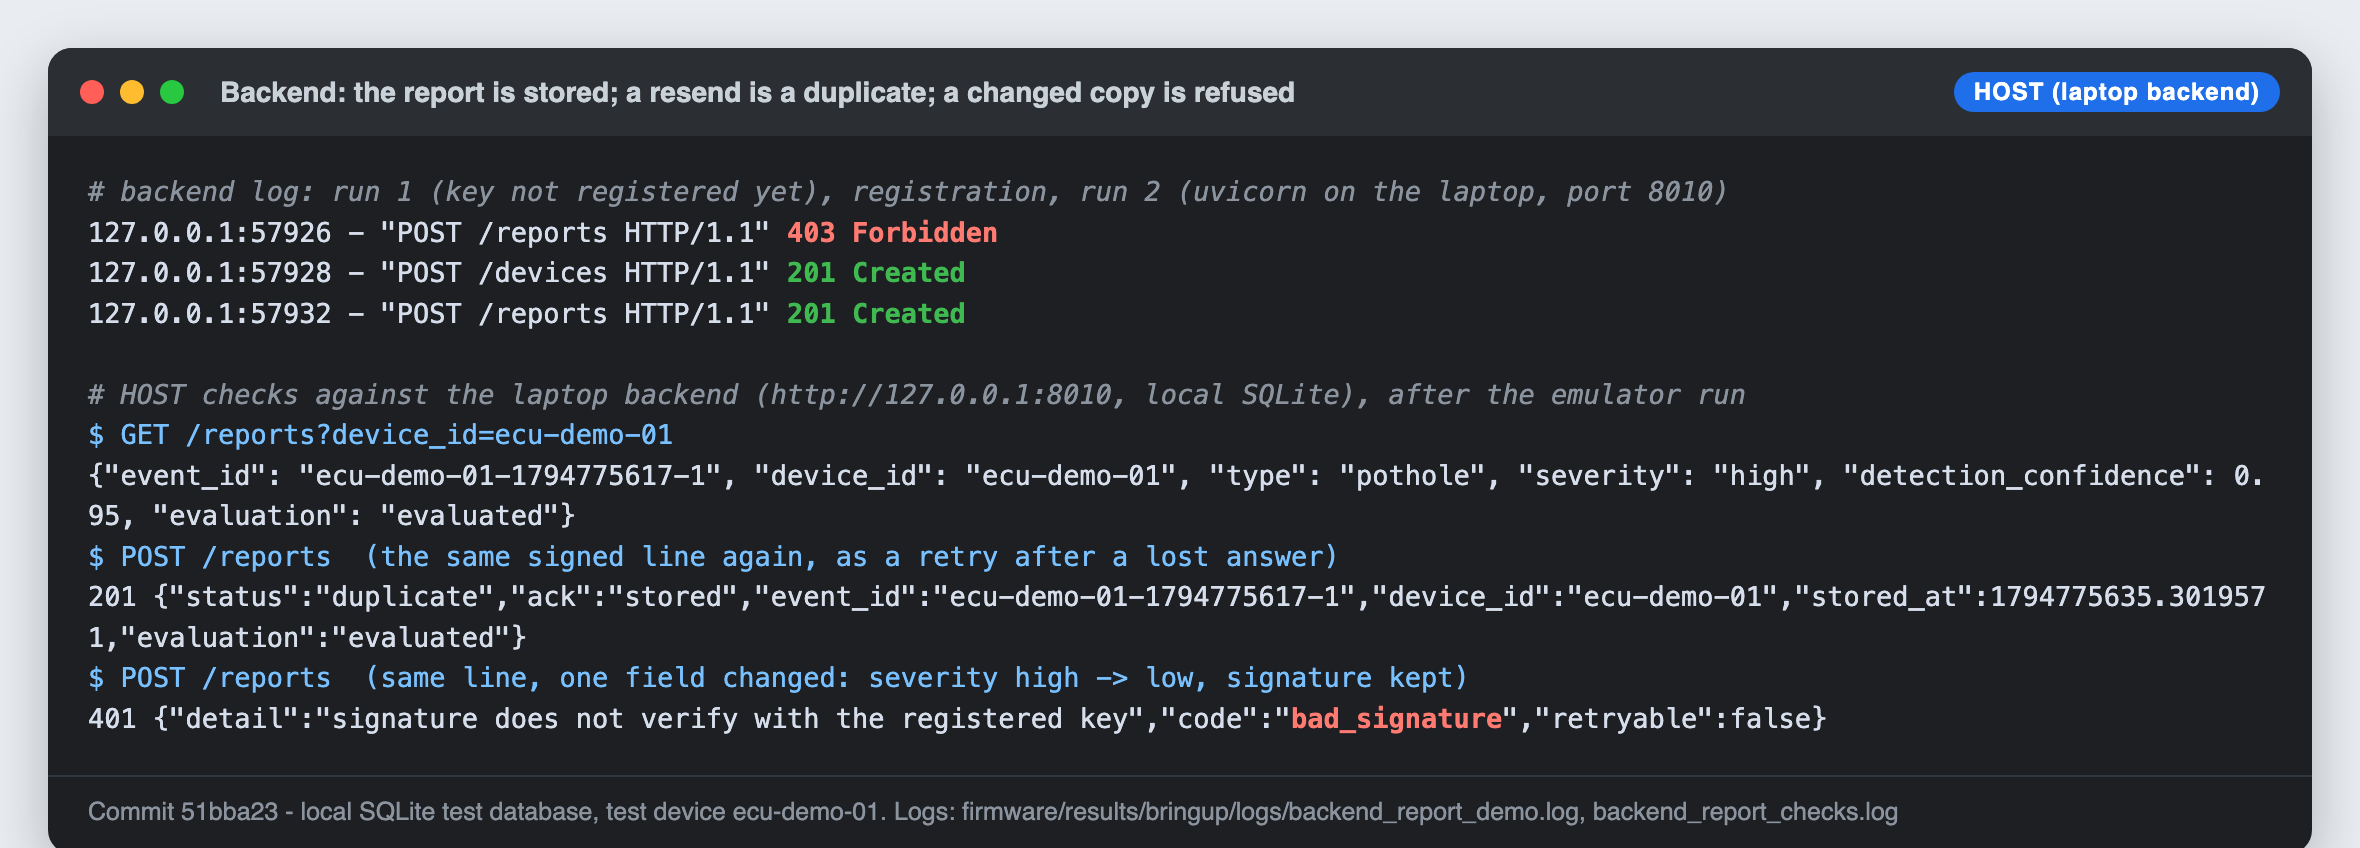 Backend: the report is stored; a resend is a duplicate; a changed copy is refused
HOST (laptop backend)
# backend log: run 1 (key not registered yet), registration, run 2 (uvicorn on the laptop, port 8010)
127.0.0.1:57926 – "POST /reports HTTP/1.1" 403 Forbidden
127.0.0.1:57928 – "POST /devices HTTP/1.1" 201 Created
127.0.0.1:57932 – "POST /reports HTTP/1.1" 201 Created
# HOST checks against the laptop backend (http://127.0.0.1:8010, local SQLite), after the emulator run
$ GET /reports?device_id=ecu-demo-01
{"event_id": "ecu-demo-01-1794775617-1", "device_id": "ecu-demo-01", "type": "pothole", "severity": "high", "detection_confidence": 0.
95, "evaluation": "evaluated"}
$ POST /reports  (the same signed line again, as a retry after a lost answer)
201 {"status":"duplicate","ack":"stored","event_id":"ecu-demo-01-1794775617-1","device_id":"ecu-demo-01","stored_at":1794775635.301957
1,"evaluation":"evaluated"}
$ POST /reports  (same line, one field changed: severity high -> low, signature kept)
401 {"detail":"signature does not verify with the registered key","code":"bad_signature","retryable":false}
Commit 51bba23 - local SQLite test database, test device ecu-demo-01. Logs: firmware/results/bringup/logs/backend_report_demo.log, backend_report_checks.log